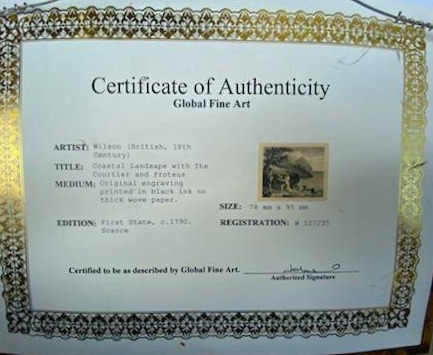 Certificate of Authenticity
Global Fine Art
ARTIST: Wilson (British, 18th
Century)
TITLE: Coastal Landsape with The
Courtier and Proteus
MEDIUM: Original engraving
printed in black ink on
thick wove paper.
SIZE: 78 mm x 95 mm
EDITION: First State, c.1790.
Scarce
REGISTRATION: W 107235
Certified to be as described by Global Fine Art.
Authorized Signature